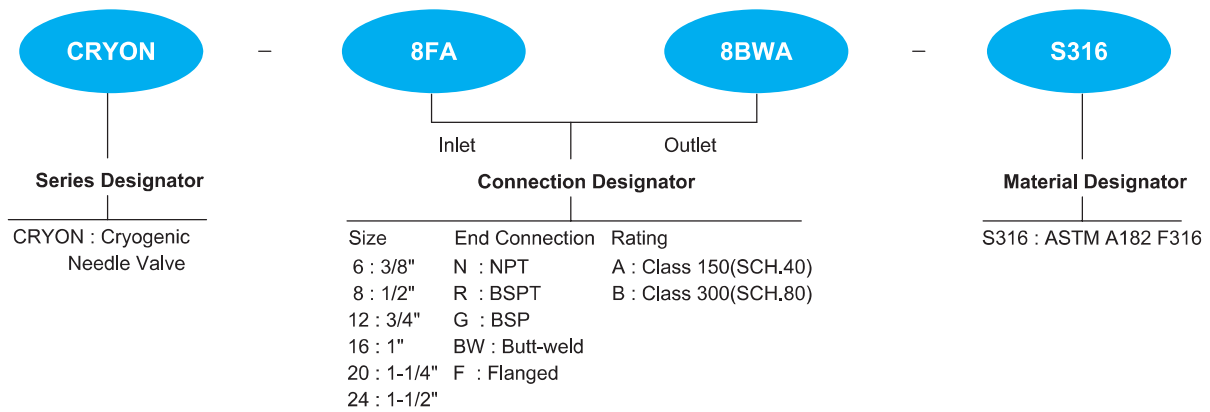 CRYON – 8FA 8BWA – S316
Inlet Outlet
Series Designator
Connection Designator
Material Designator
CRYON : Cryogenic
Needle Valve
Size End Connection Rating
6 : 3/8" N : NPT A : Class 150(SCH.40)
8 : 1/2" R : BSPT B : Class 300(SCH.80)
12 : 3/4" G : BSP
16 : 1" BW : Butt-weld
20 : 1-1/4" F : Flanged
24 : 1-1/2"
S316 : ASTM A182 F316